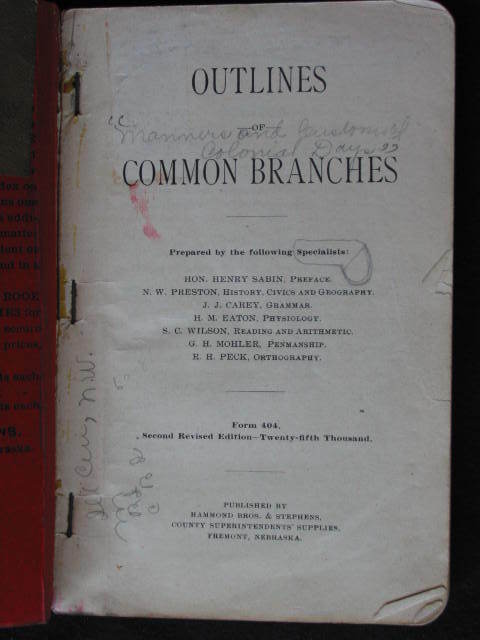 OUTLINES
OF
"Manners and Customs of
Colonial Days"
COMMON BRANCHES
Prepared by the following Specialists:
HON. HENRY SABIN, PREFACE.
N. W. PRESTON, HISTORY, CIVICS AND GEOGRAPHY.
J. J. CAREY, GRAMMAR.
H. M. EATON, PHYSIOLOGY.
S. C. WILSON, READING AND ARITHMETIC.
G. H. MOHLER, PENMANSHIP.
R. H. PECK, ORTHOGRAPHY.
Form 404.
Second Revised Edition—Twenty-fifth Thousand.
PUBLISHED BY
HAMMOND BROS. & STEPHENS,
COUNTY SUPERINTENDENTS' SUPPLIES,
FREMONT, NEBRASKA.